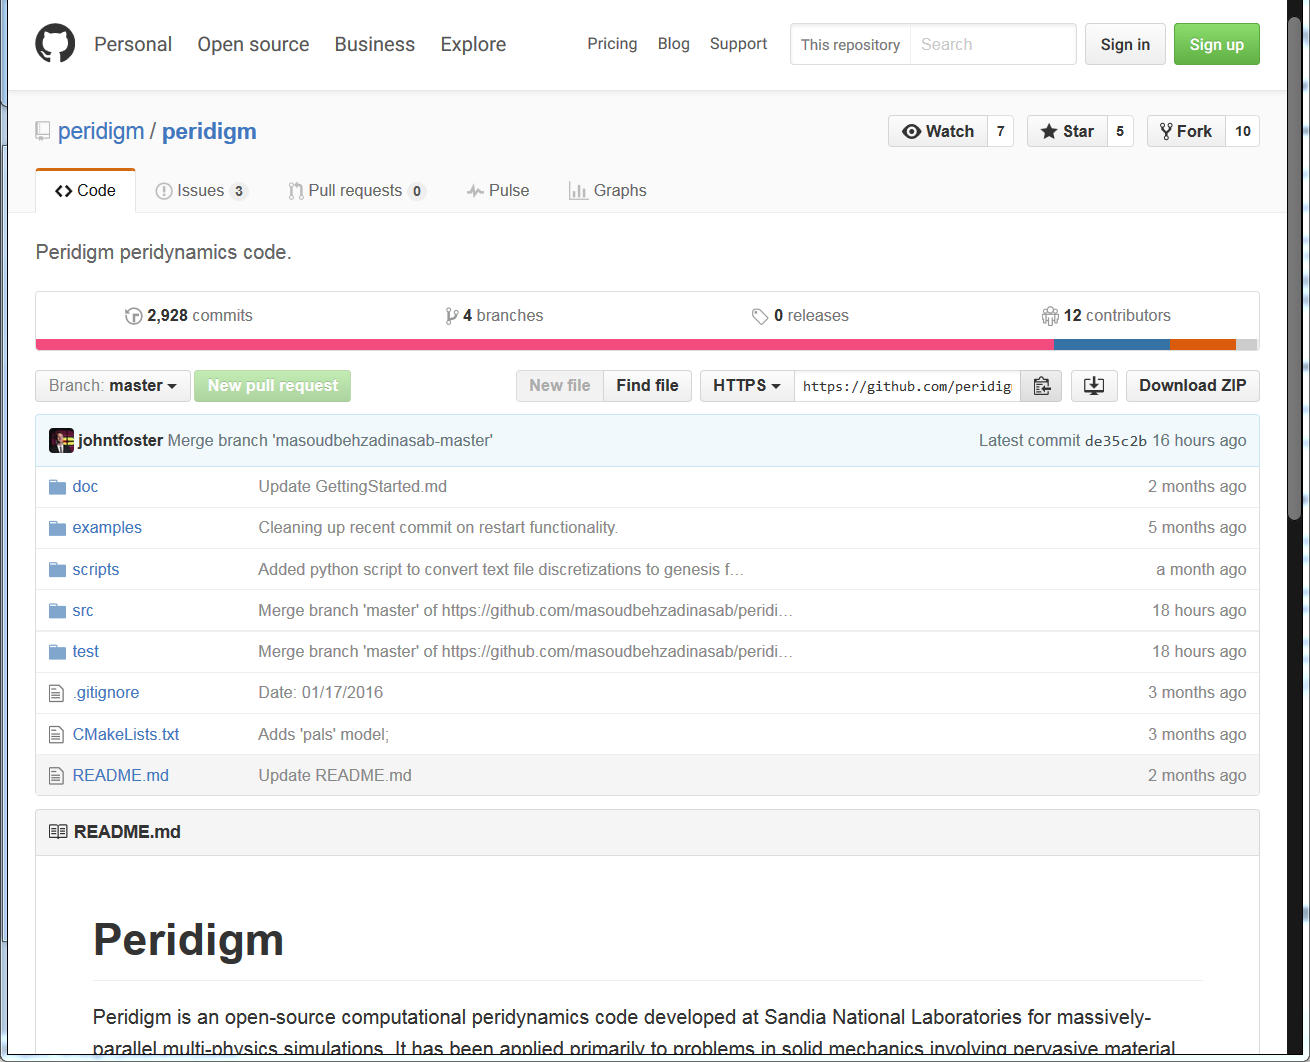 Personal Open source Business Explore Pricing Blog Support This repository Search Sign in Sign up
peridigm / peridigm Watch 7 Star 5 Fork 10
Code Issues 3 Pull requests 0 Pulse Graphs
Peridigm peridynamics code.
2,928 commits 4 branches 0 releases 12 contributors
Branch: master New pull request New file Find file HTTPS https://github.com/peridig Download ZIP
johntfoster Merge branch 'masoudbehzadinasab-master' Latest commit de35c2b 16 hours ago
doc Update GettingStarted.md 2 months ago
examples Cleaning up recent commit on restart functionality. 5 months ago
scripts Added python script to convert text file discretizations to genesis f… a month ago
src Merge branch 'master' of https://github.com/masoudbehzadinasab/peridi… 18 hours ago
test Merge branch 'master' of https://github.com/masoudbehzadinasab/peridi… 18 hours ago
.gitignore Date: 01/17/2016 3 months ago
CMakeLists.txt Adds 'pals' model; 3 months ago
README.md Update README.md 2 months ago
README.md
Peridigm
Peridigm is an open-source computational peridynamics code developed at Sandia National Laboratories for massively-
parallel multi-physics simulations. It has been applied primarily to problems in solid mechanics involving pervasive material